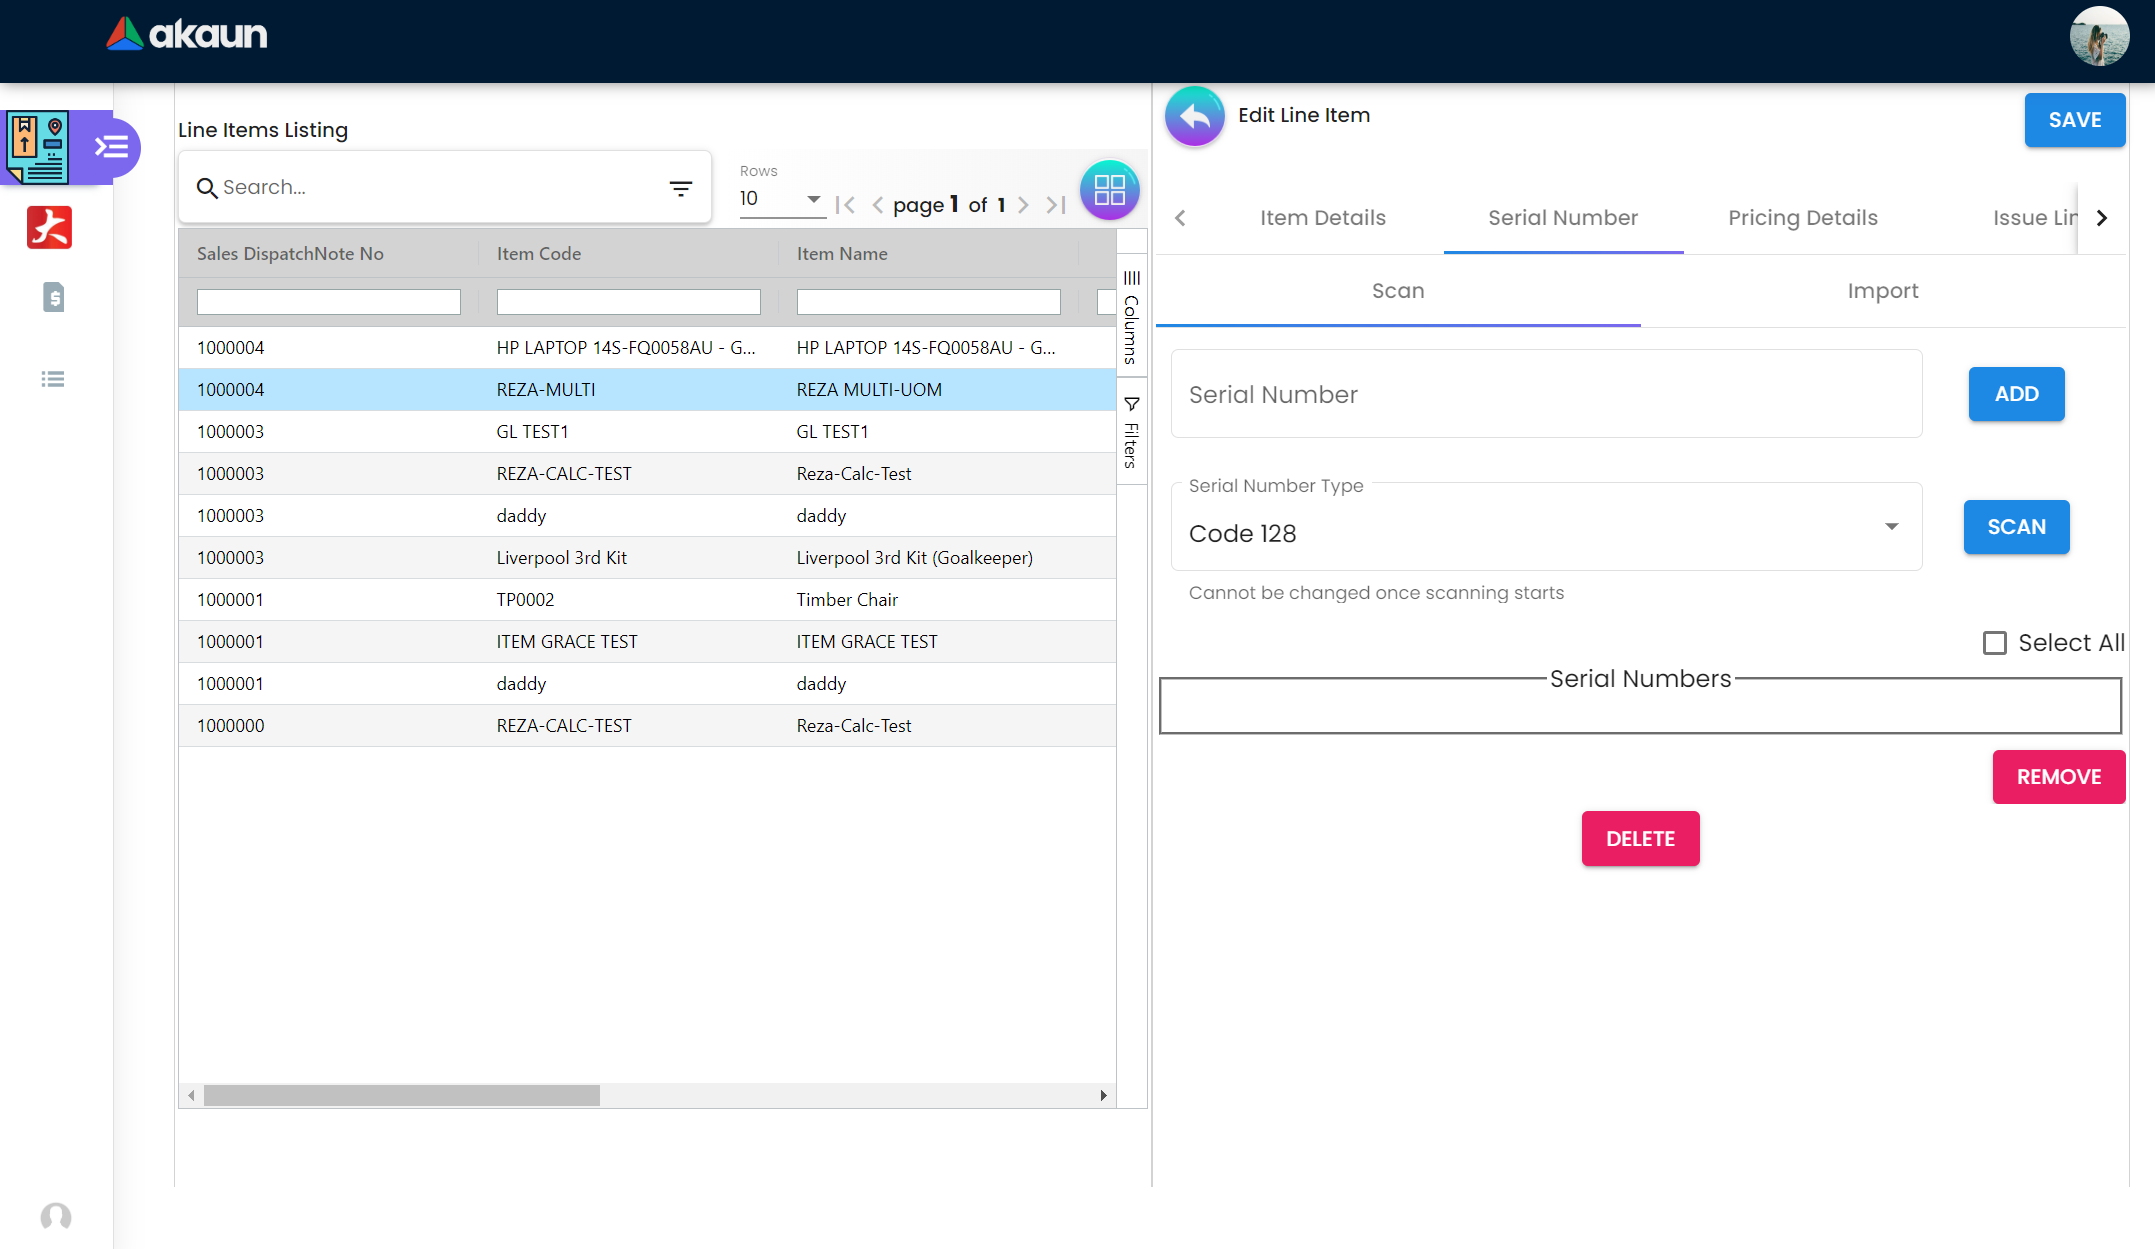 akaun
Line Items Listing
Search...
Rows
10
page 1 of 1
Sales DispatchNote No Item Code Item Name
1000004 HP LAPTOP 14S-FQ0058AU - G... HP LAPTOP 14S-FQ0058AU - G...
1000004 REZA-MULTI REZA MULTI-UOM
1000003 GL TEST1 GL TEST1
1000003 REZA-CALC-TEST Reza-Calc-Test
1000003 daddy daddy
1000003 Liverpool 3rd Kit Liverpool 3rd Kit (Goalkeeper)
1000001 TP0002 Timber Chair
1000001 ITEM GRACE TEST ITEM GRACE TEST
1000001 daddy daddy
1000000 REZA-CALC-TEST Reza-Calc-Test
Columns
Filters
Edit Line Item
SAVE
Item Details Serial Number Pricing Details Issue Lin
Scan Import
Serial Number
ADD
Serial Number Type
Code 128
SCAN
Cannot be changed once scanning starts
Select All
Serial Numbers
REMOVE
DELETE